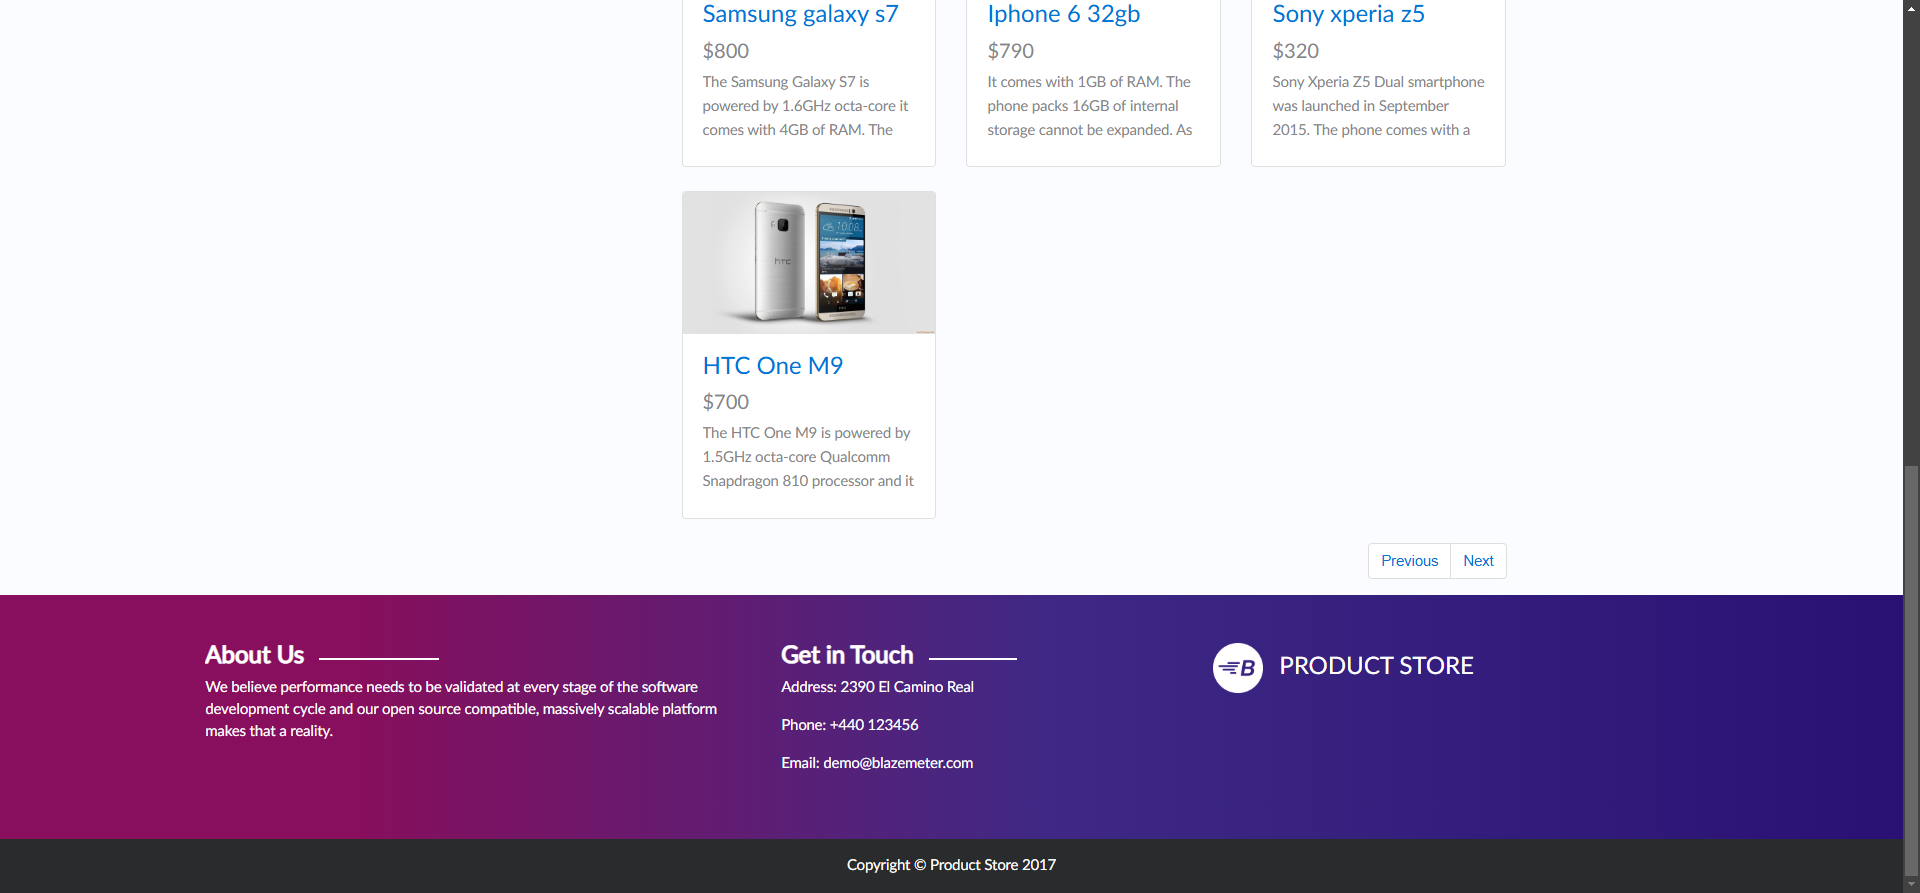 Samsung galaxy s7
$800
The Samsung Galaxy S7 is
powered by 1.6GHz octa-core it
comes with 4GB of RAM. The
Iphone 6 32gb
$790
It comes with 1GB of RAM. The
phone packs 16GB of internal
storage cannot be expanded. As
Sony xperia z5
$320
Sony Xperia Z5 Dual smartphone
was launched in September
2015. The phone comes with a
hTC
10:08
HTC One M9
$700
The HTC One M9 is powered by
1.5GHz octa-core Qualcomm
Snapdragon 810 processor and it
Previous
Next
About Us
We believe performance needs to be validated at every stage of the software
development cycle and our open source compatible, massively scalable platform
makes that a reality.
Get in Touch
Address: 2390 El Camino Real
Phone: +440 123456
Email: demo@blazemeter.com
B
PRODUCT STORE
Copyright © Product Store 2017